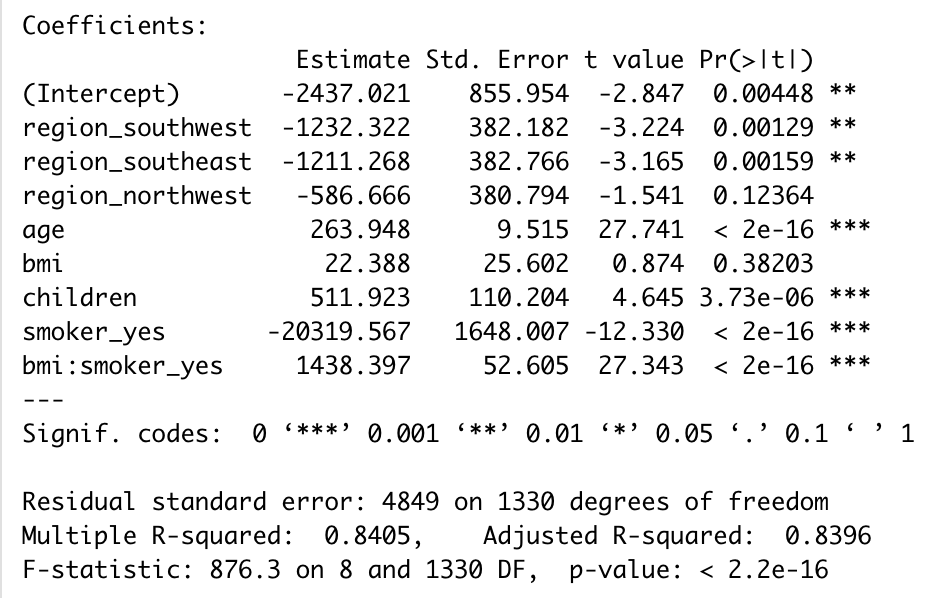 Coefficients:
                   Estimate Std. Error t value Pr(>|t|)
(Intercept)       -2437.021    855.954  -2.847  0.00448 **
region_southwest  -1232.322    382.182  -3.224  0.00129 **
region_southeast  -1211.268    382.766  -3.165  0.00159 **
region_northwest   -586.666    380.794  -1.541  0.12364
age                 263.948      9.515  27.741  < 2e-16 ***
bmi                  22.388     25.602   0.874  0.38203
children            511.923    110.204   4.645 3.73e-06 ***
smoker_yes       -20319.567   1648.007 -12.330  < 2e-16 ***
bmi:smoker_yes     1438.397     52.605  27.343  < 2e-16 ***
---
Signif. codes:  0 ‘***’ 0.001 ‘**’ 0.01 ‘*’ 0.05 ‘.’ 0.1 ‘ ’ 1

Residual standard error: 4849 on 1330 degrees of freedom
Multiple R-squared:  0.8405,    Adjusted R-squared:  0.8396
F-statistic: 876.3 on 8 and 1330 DF,  p-value: < 2.2e-16